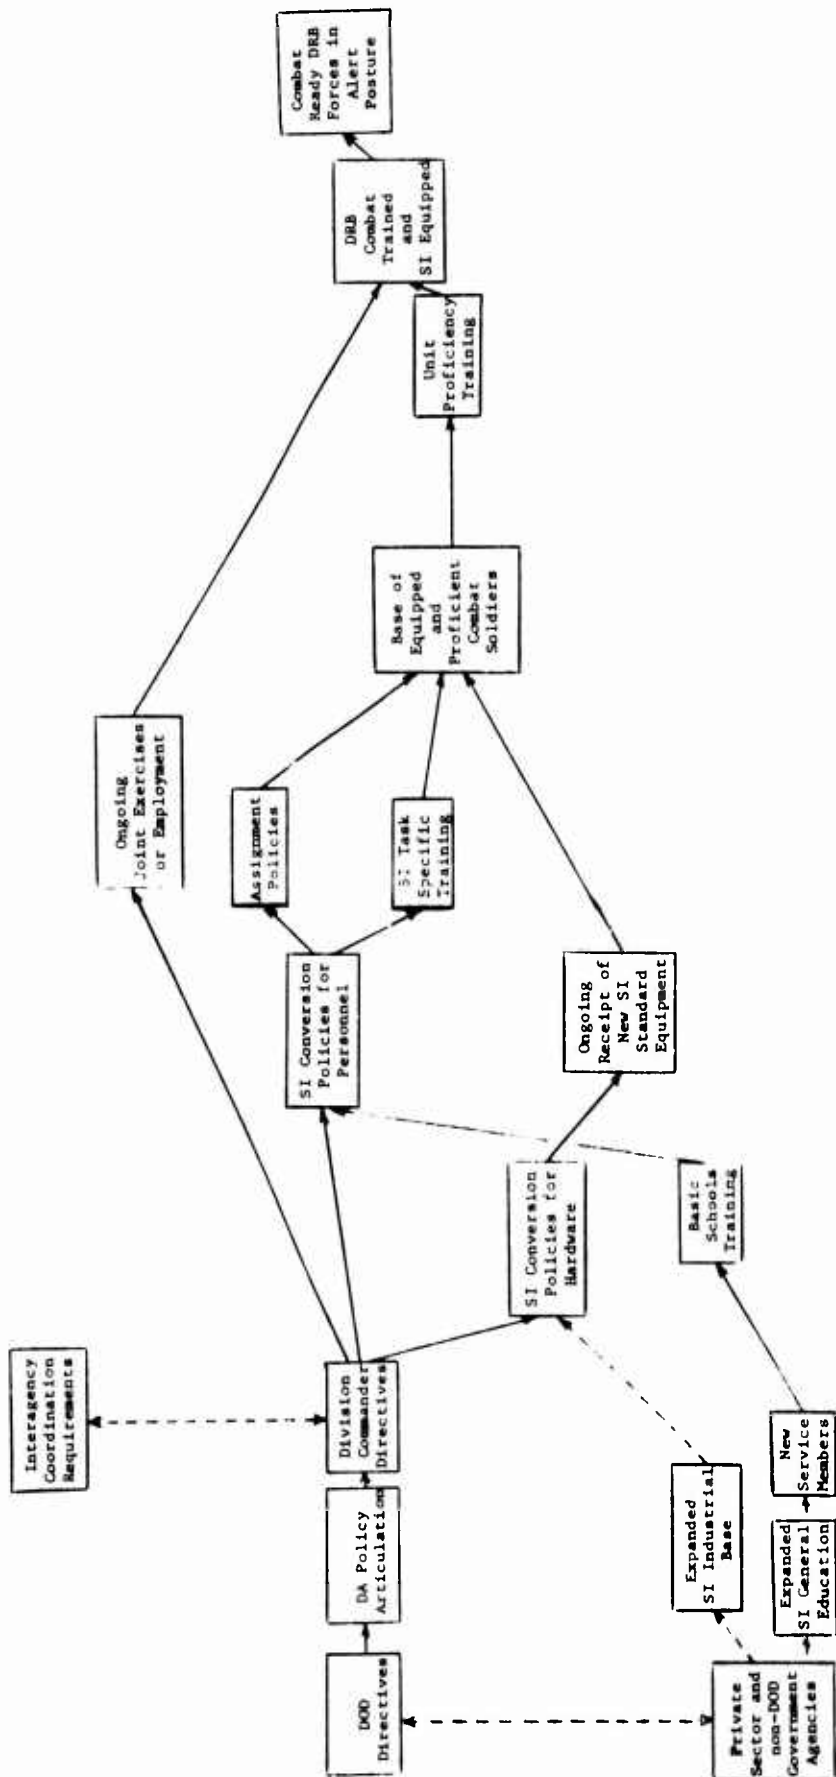 Interagency
Coordination
Requirements
DOD
Directives
DA Policy
Articulation
Division
Commander
Directives
Private
Sector and
non-DOD
Government
Agencies
Expanded
SI General
Education
New
Service
Members
Expanded
SI Industrial
Base
Basic
Schools
Training
SI Conversion
Policies for
Hardware
SI Conversion
Policies for
Personnel
Ongoing
Receipt of
New SI
Standard
Equipment
Assignment
Policies
SI Task
Specific
Training
Ongoing
Joint Exercises
or Employment
Base of
Equipped
and
Proficient
Combat
Soldiers
Unit
Proficiency
Training
DRB
Combat
Trained
and
SI Equipped
Combat
Ready DRB
Forces in
Alert
Posture